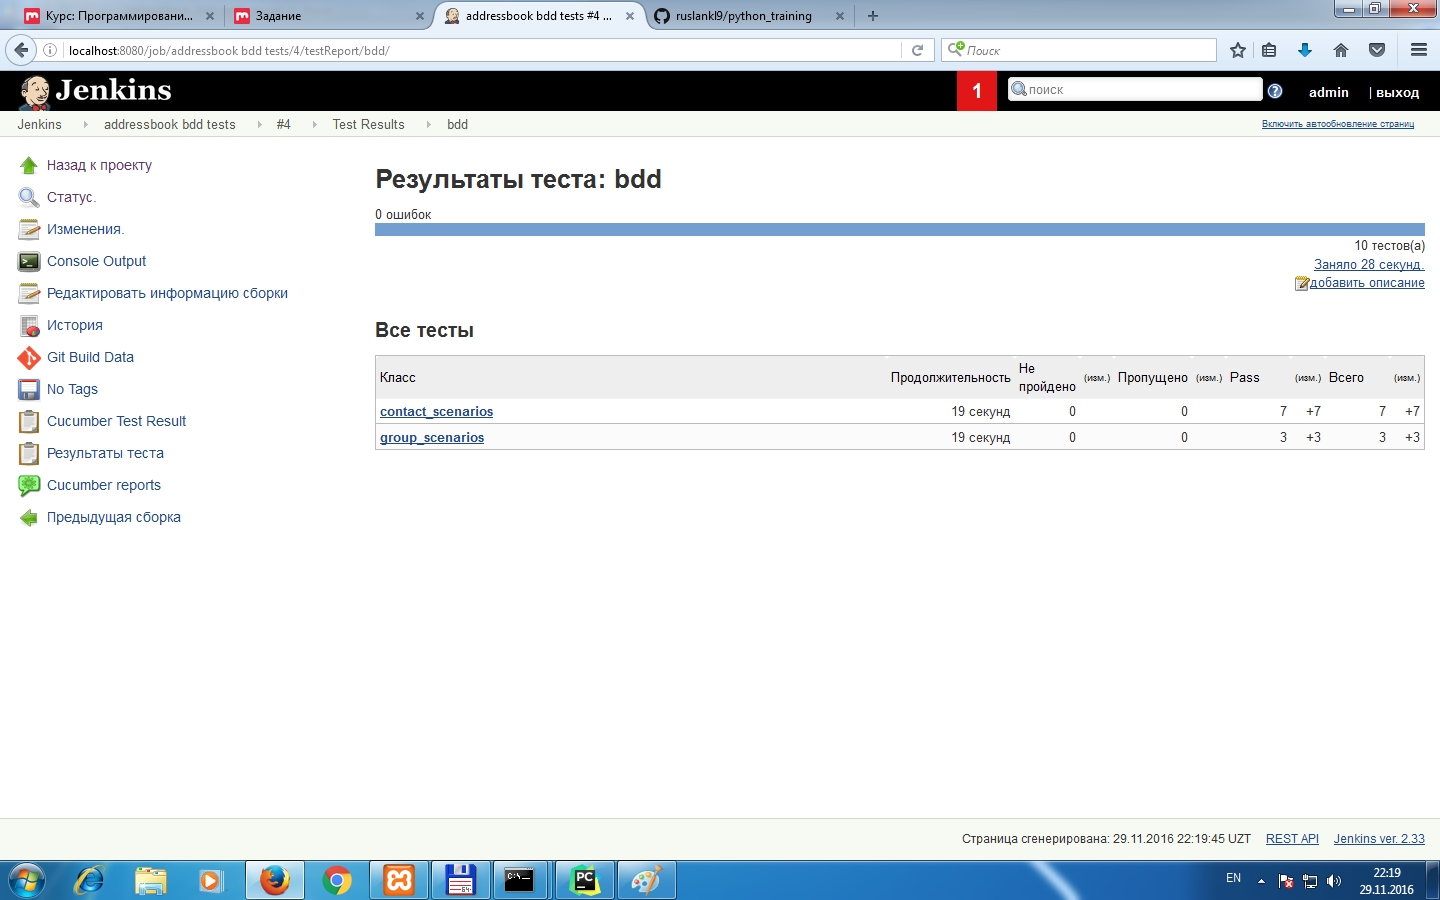 Курс: Программировани...
Задание
addressbook bdd tests #4 ...
ruslankl9/python_training
localhost:8080/job/addressbook bdd tests/4/testReport/bdd/
Поиск
Jenkins
1
поиск
admin
| выход
Jenkins
addressbook bdd tests
#4
Test Results
bdd
Включить автообновление страниц
Назад к проекту
Статус.
Изменения.
Console Output
Редактировать информацию сборки
История
Git Build Data
No Tags
Cucumber Test Result
Результаты теста
Cucumber reports
Предыдущая сборка
Результаты теста: bdd
0 ошибок
10 тестов(а)
Заняло 28 секунд.
добавить описание
Все тесты
Класс Продолжительность Не пройдено (изм.) Пропущено (изм.) Pass (изм.) Всего (изм.)
contact_scenarios 19 секунд 0 0 7 +7 7 +7
group_scenarios 19 секунд 0 0 3 +3 3 +3
Страница сгенерирована: 29.11.2016 22:19:45 UZT REST API Jenkins ver. 2.33
C:\
64
PC
EN
22:19
29.11.2016